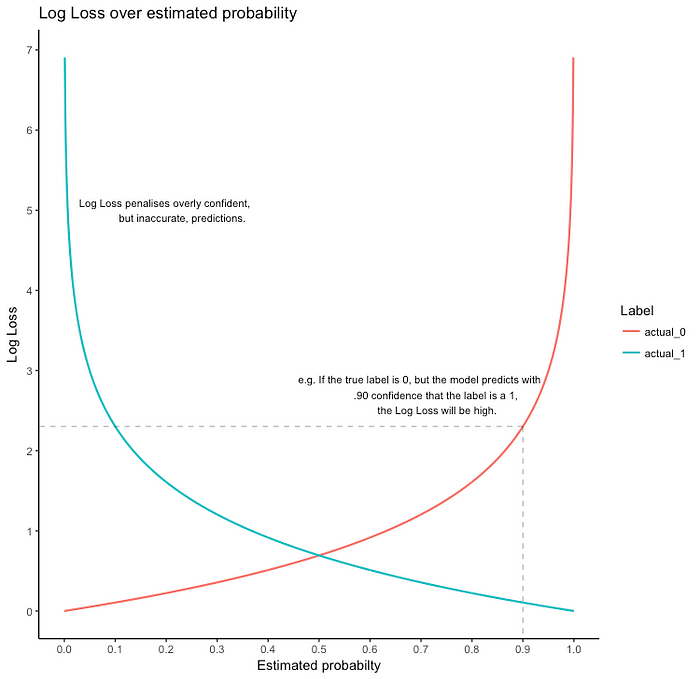 Log Loss over estimated probability
7
6
5
4
3
2
1
0
Log Loss
Log Loss penalises overly confident,
but inaccurate, predictions.
e.g. If the true label is 0, but the model predicts with
.90 confidence that the label is a 1,
the Log Loss will be high.
0.0 0.1 0.2 0.3 0.4 0.5 0.6 0.7 0.8 0.9 1.0
Estimated probabilty
Label
actual_0
actual_1